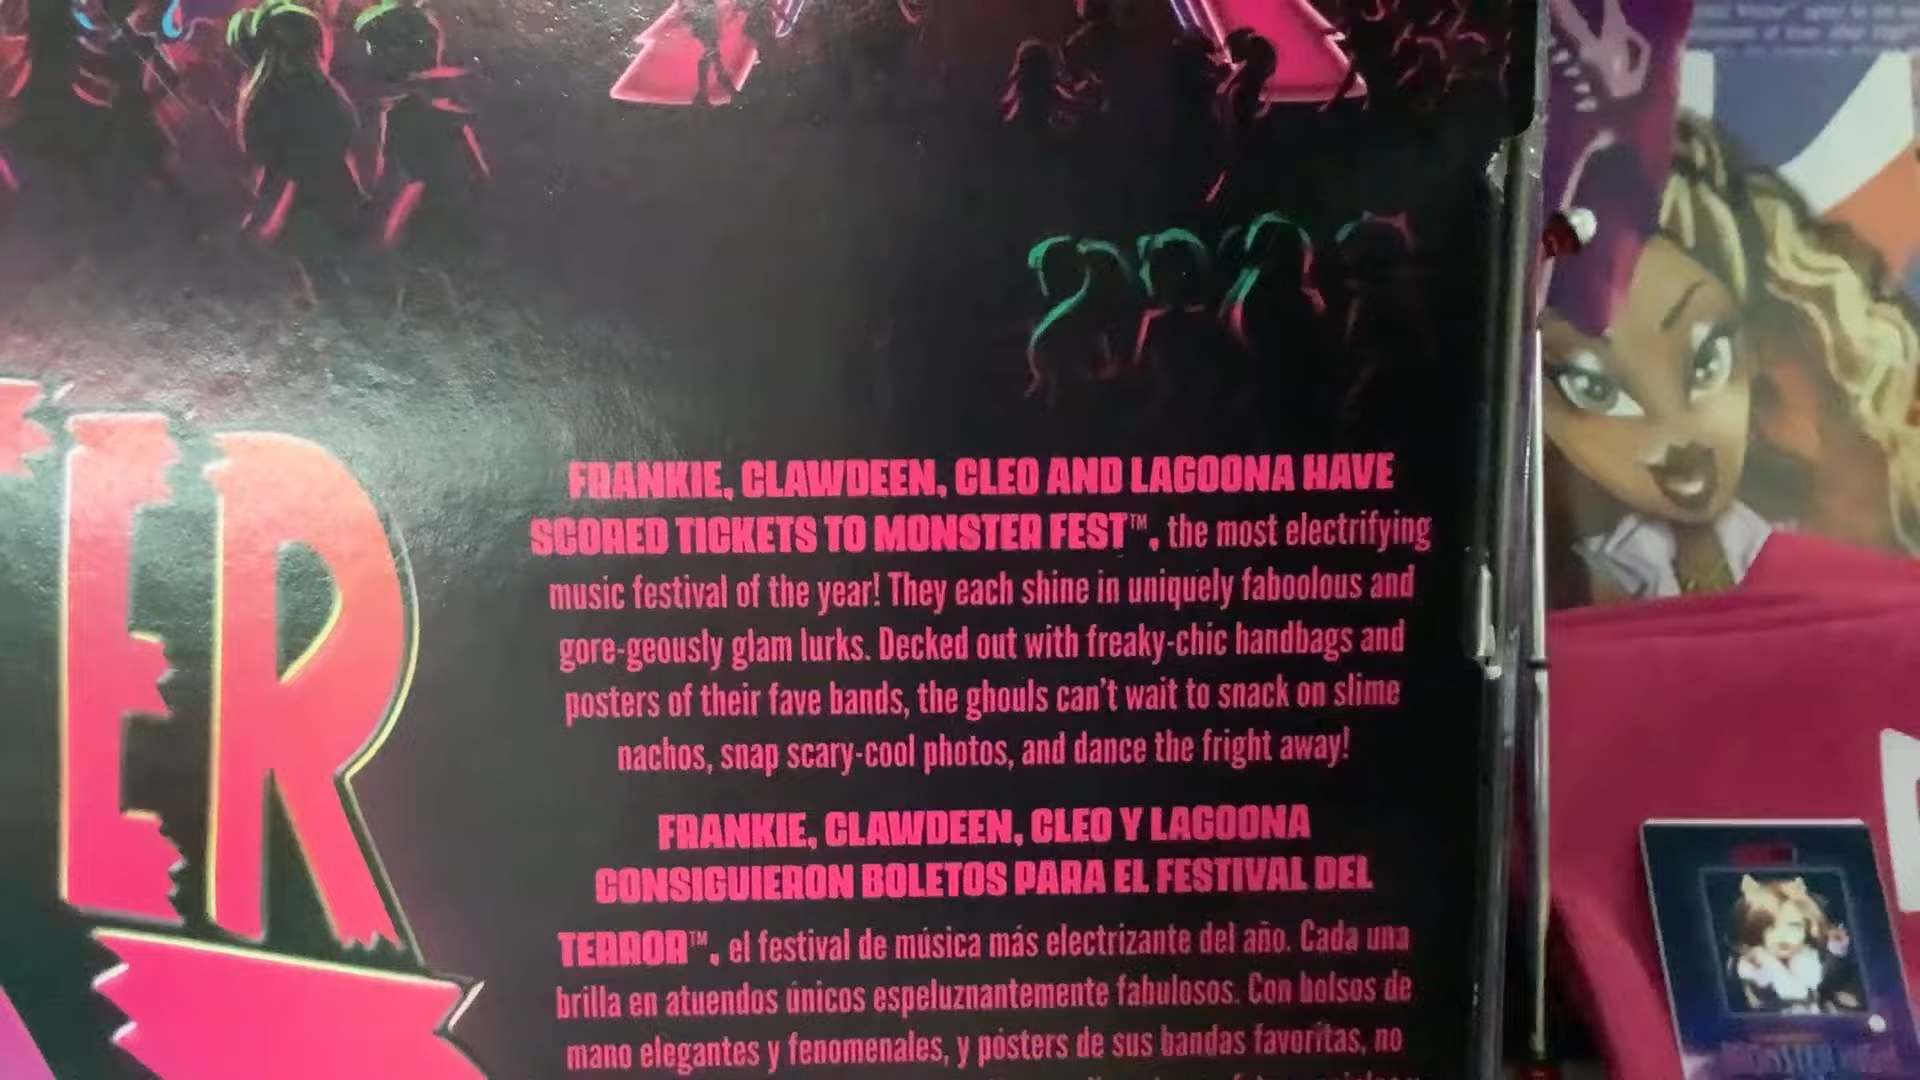 ER
FRANKIE, CLAWDEEN, CLEO AND LAGOONA HAVE
SCORED TICKETS TO MONSTER FEST™, the most electrifying
music festival of the year! They each shine in uniquely faboolous and
gore-geously glam lurks. Decked out with freaky-chic handbags and
posters of their fave bands, the ghouls can't wait to snack on slime
nachos, snap scary-cool photos, and dance the fright away!
FRANKIE, CLAWDEEN, CLEO Y LAGOONA
CONSIGUIERON BOLETOS PARA EL FESTIVAL DEL
TERROR™, el festival de música más electrizante del año. Cada una
brilla en atuendos únicos espeluznantemente fabulosos. Con bolsos de
mano elegantes y fenomenales, y pósters de sus bandas favoritas, no